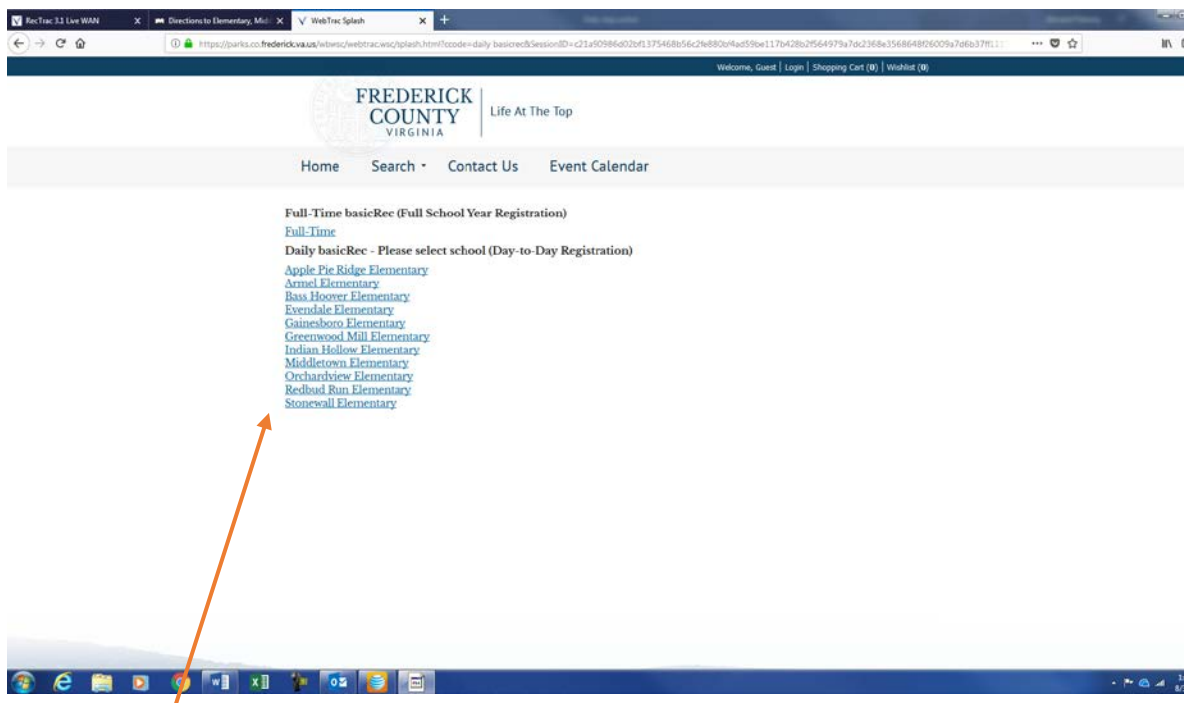 RecTrac 3.1 Live WAN
Directions to Elementary, Mid
WebTrac Splash
Welcome, Guest | Login | Shopping Cart (0) | Wishlist (0)
FREDERICK
COUNTY
VIRGINIA
Life At The Top
Home Search Contact Us Event Calendar
Full-Time basicRec (Full School Year Registration)
Full-Time
Daily basicRec - Please select school (Day-to-Day Registration)
Apple Pie Ridge Elementary
Armel Elementary
Bass Hoover Elementary
Evendale Elementary
Gainesboro Elementary
Greenwood Mill Elementary
Indian Hollow Elementary
Middletown Elementary
Orchardview Elementary
Redbud Run Elementary
Stonewall Elementary